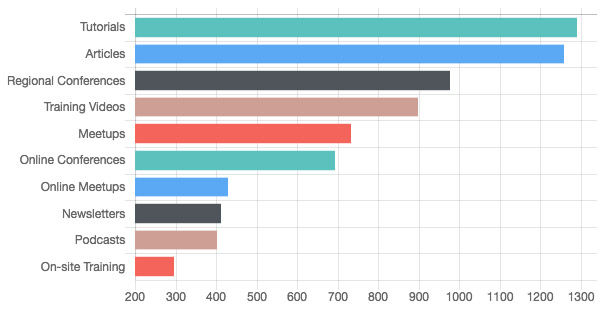 Tutorials
Articles
Regional Conferences
Training Videos
Meetups
Online Conferences
Online Meetups
Newsletters
Podcasts
On-site Training
200 300 400 500 600 700 800 900 1000 1100 1200 1300